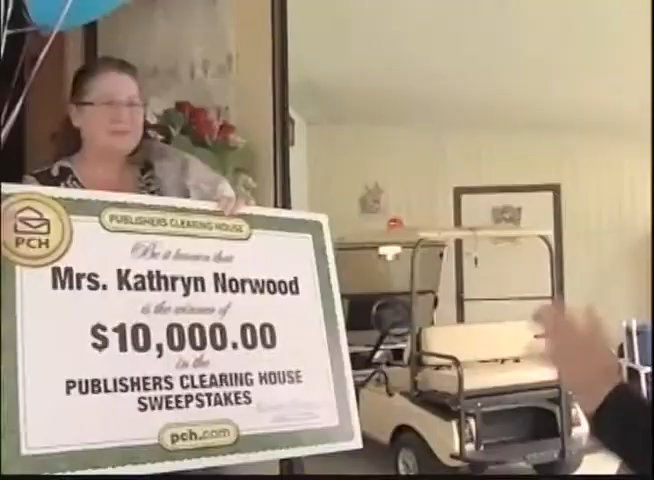 PCH
PUBLISHERS CLEARING HOUSE
Be it known that
Mrs. Kathryn Norwood
is the winner of
$10,000.00
in the
PUBLISHERS CLEARING HOUSE
SWEEPSTAKES
pch.com